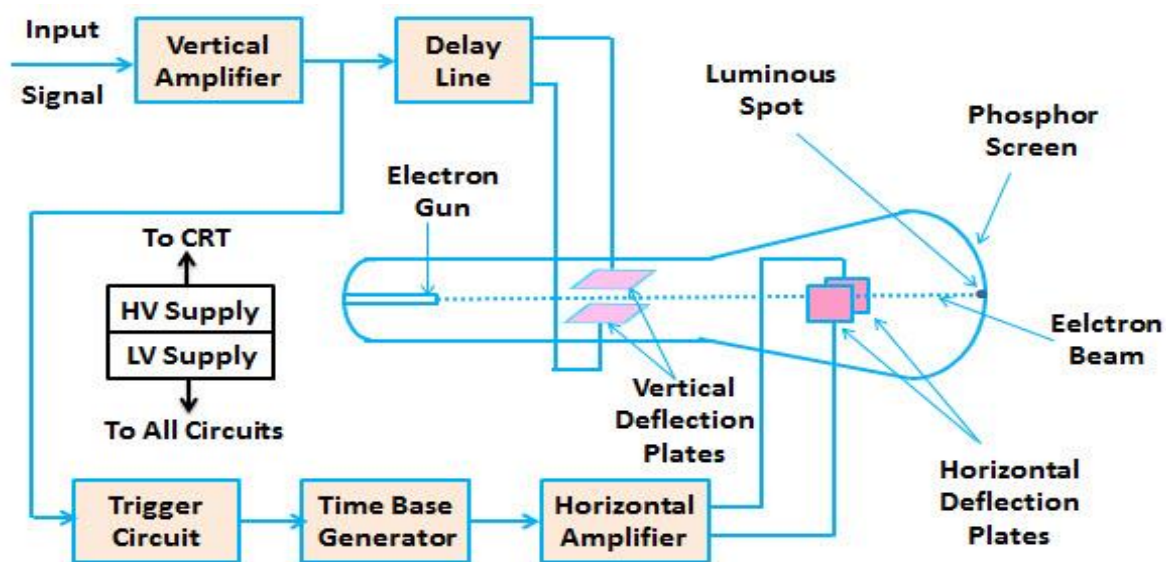 Input
Signal
Vertical
Amplifier
Delay
Line
Luminous
Spot
Phosphor
Screen
Electron
Gun
To CRT
HV Supply
LV Supply
To All Circuits
Eelctron
Beam
Vertical
Deflection
Plates
Horizontal
Deflection
Plates
Trigger
Circuit
Time Base
Generator
Horizontal
Amplifier